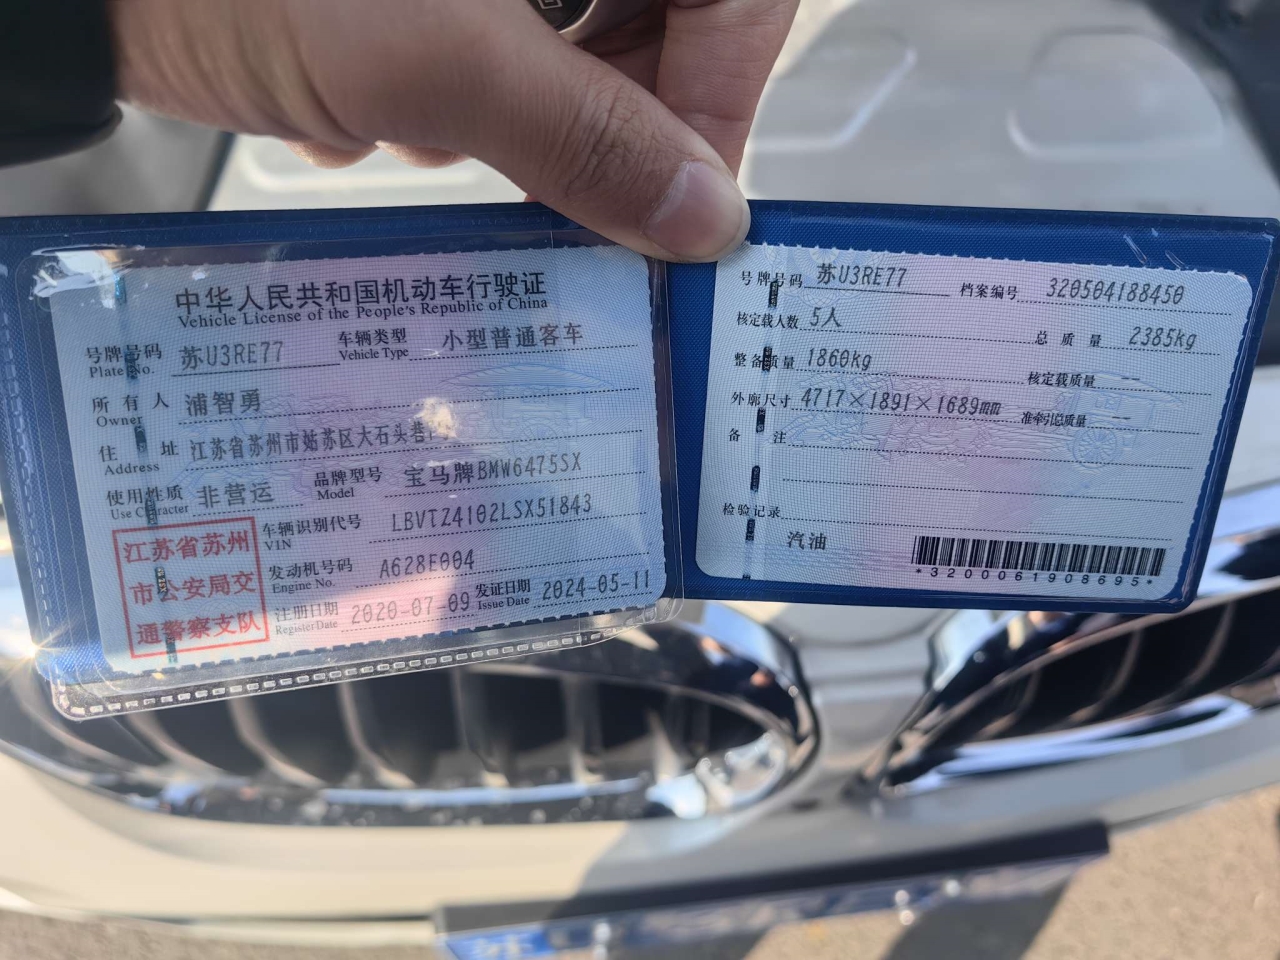 中华人民共和国机动车行驶证
Vehicle License of the People's Republic of China
号牌号码 苏U3RE77 车辆类型 小型普通客车
Plate No. Vehicle Type
所有人 浦智勇
Owner
住址 江苏省苏州市姑苏区大石头巷
Address
使用性质 非营运 品牌型号 宝马牌BMW6475SX
Use Character Model
江苏省苏州
市公安局交
通警察支队
车辆识别代号 LBVTZ4102LSX51843
VIN
发动机号码 A628E004
Engine No.
注册日期 2020-07-09 发证日期 2024-05-11
Register Date Issue Date
号牌号码 苏U3RE77 档案编号 320504188450
核定载人数 5人 总质量 2385kg
整备质量 1860kg 核定载质量 --
外廓尺寸 4717×1891×1689mm 准牵引总质量 --
备注
检验记录
汽油
*3200061908695*